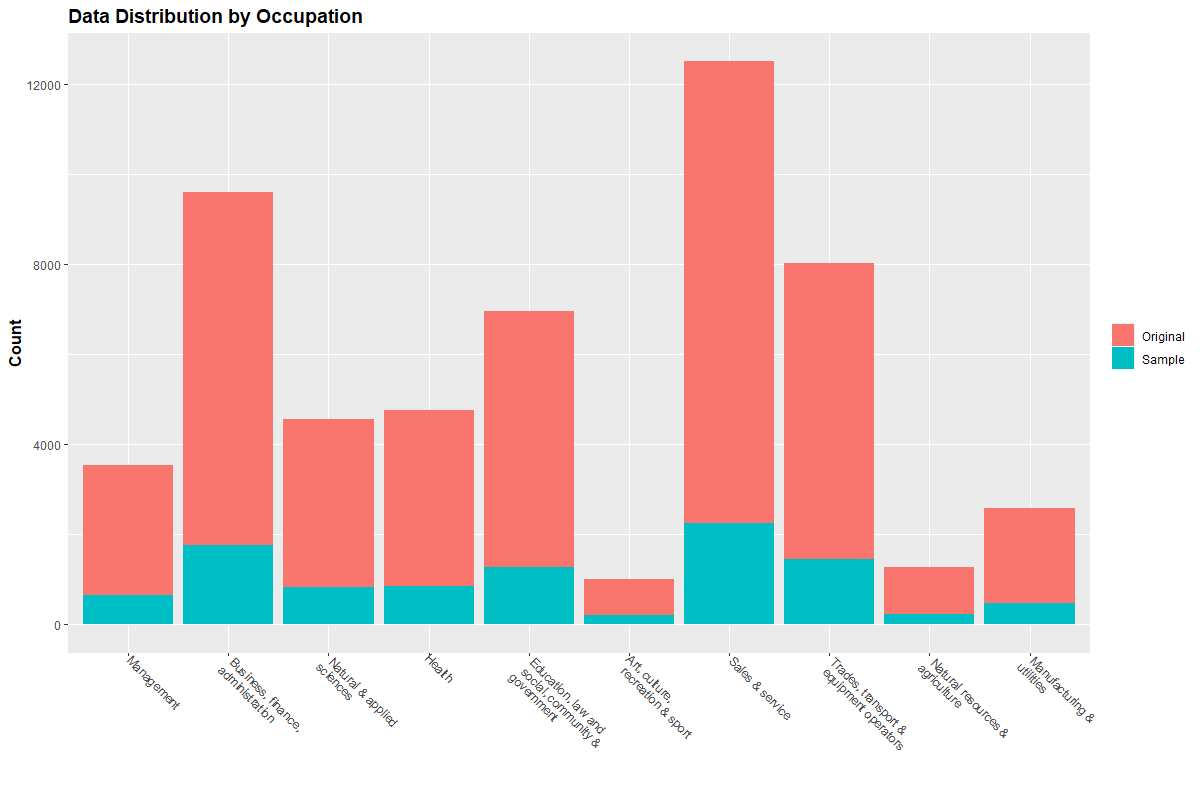 Data Distribution by Occupation
Count
12000
8000
4000
0
Original
Sample
Management
Business, finance,
administration
Natural & applied
sciences
Health
Education, law and
social,community &
government
Art, culture,
recreation & sport
Sales & service
Trades, transport &
equipment operators
Natural resources &
agriculture
Manufacturing &
utilities